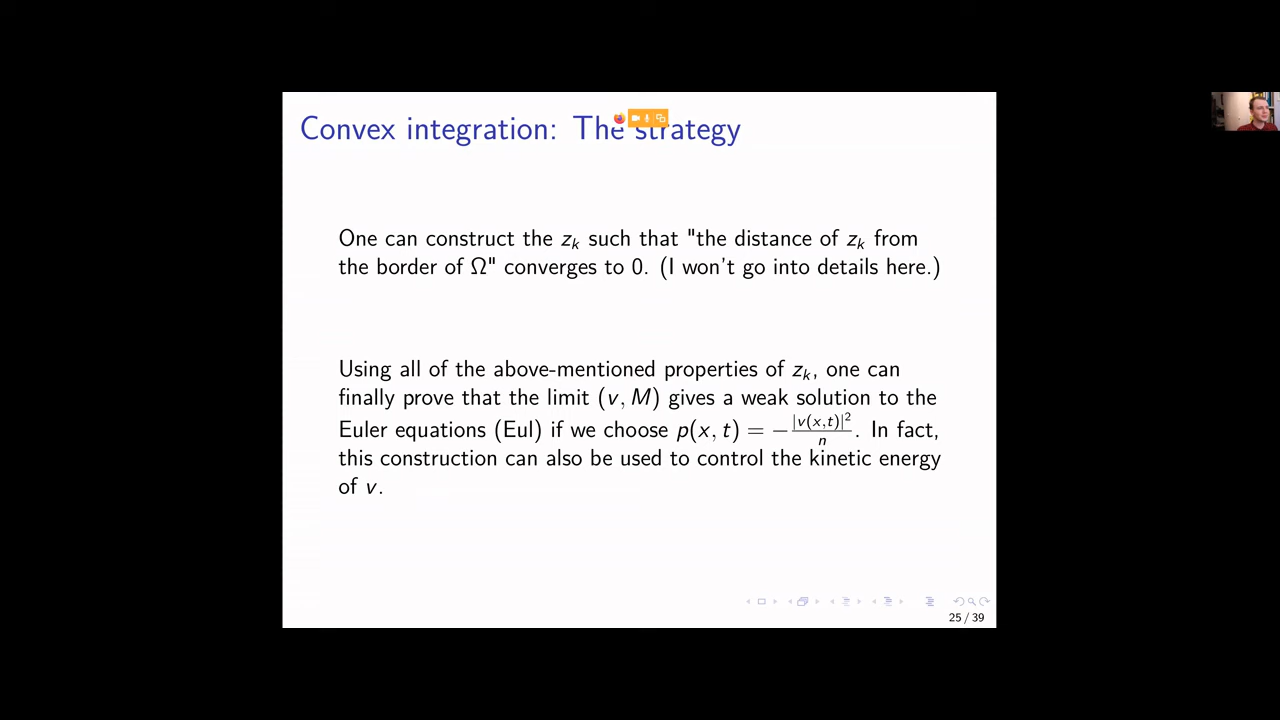 Convex integration: The strategy
One can construct the z_k such that "the distance of z_k from
the border of Ω" converges to 0. (I won't go into details here.)
Using all of the above-mentioned properties of z_k, one can
finally prove that the limit (v, M) gives a weak solution to the
Euler equations (Eul) if we choose p(x, t) = −|v(x,t)|²/n. In fact,
this construction can also be used to control the kinetic energy
of v.
25 / 39